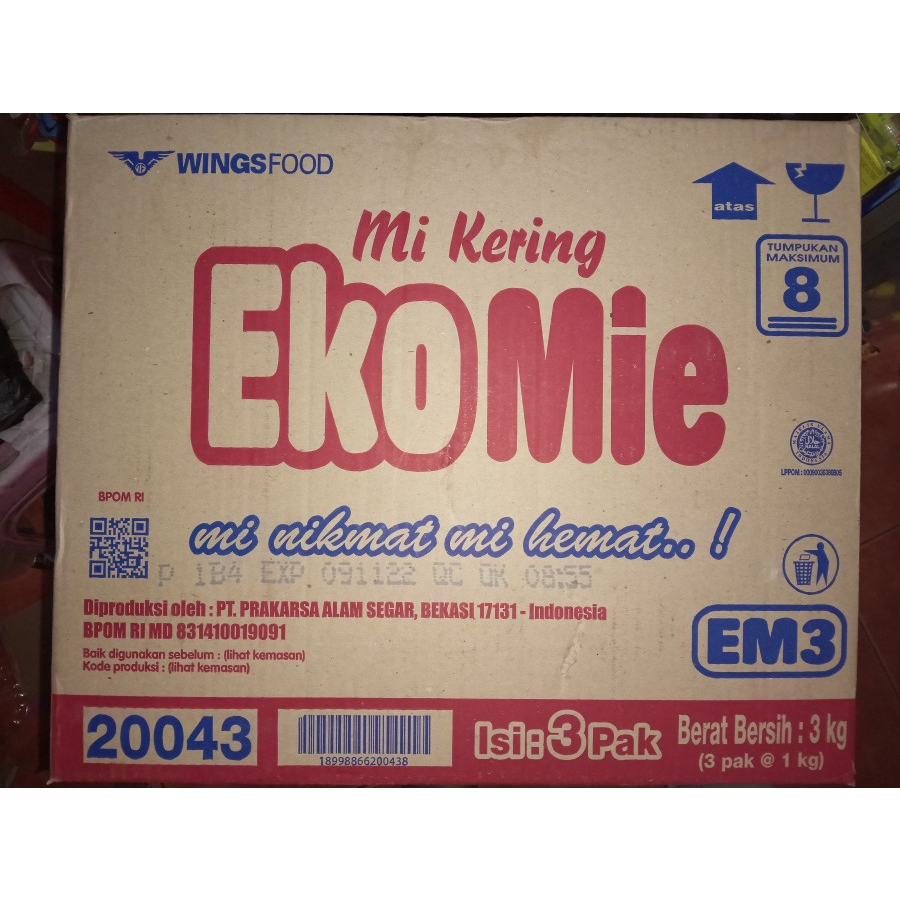 WINGSFOOD
atas
Mi Kering
EkoMie
TUMPUKAN
MAKSIMUM
8
LPPOM : 00090030390905
BPOM RI
mi nikmat mi hemat.. !
P 1B4 EXP 091122 QC OK 08:55
Diproduksi oleh : PT. PRAKARSA ALAM SEGAR, BEKASI 17131 - Indonesia
BPOM RI MD 831410019091
Baik digunakan sebelum : (lihat kemasan)
Kode produksi : (lihat kemasan)
EM3
20043
18998866200438
Isi : 3 Pak
Berat Bersih : 3 kg
(3 pak @ 1 kg)